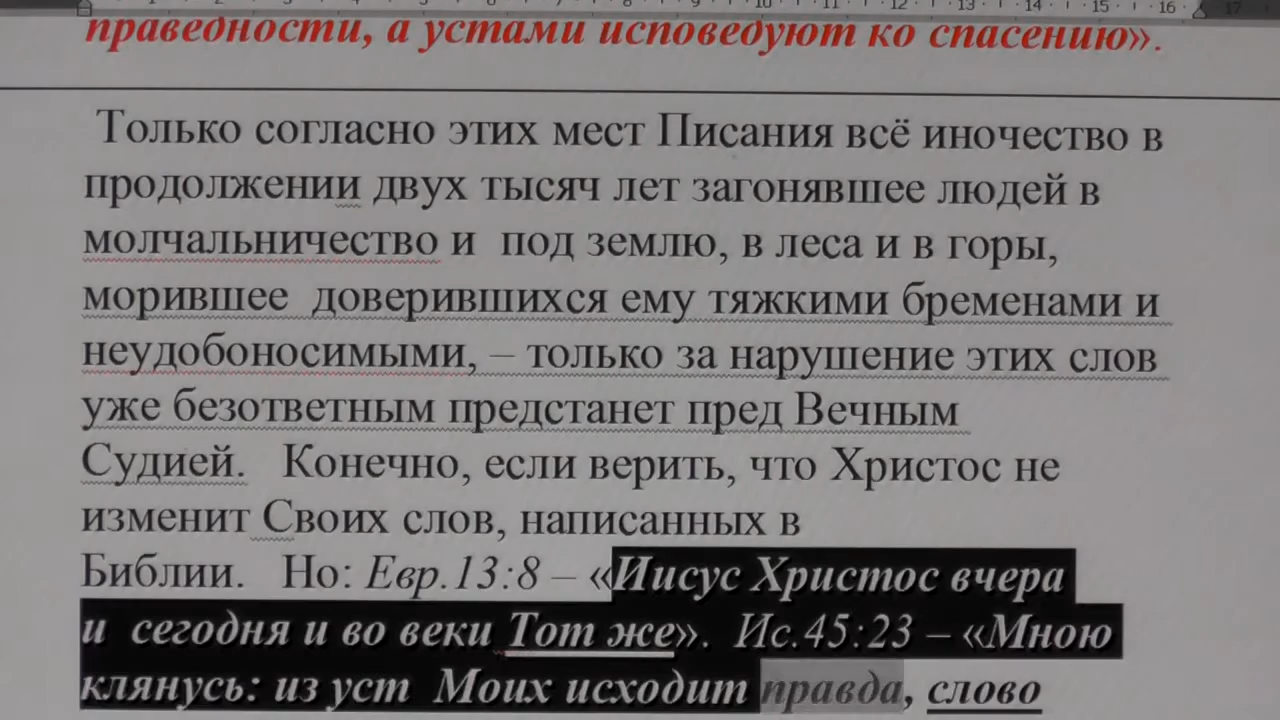 праведности, а устами исповедуют ко спасению».
Только согласно этих мест Писания всё иночество в
продолжении двух тысяч лет загонявшее людей в
молчальничество и под землю, в леса и в горы,
морившее доверившихся ему тяжкими бременами и
неудобоносимыми, – только за нарушение этих слов
уже безответным предстанет пред Вечным
Судией. Конечно, если верить, что Христос не
изменит Своих слов, написанных в
Библии. Но: Евр.13:8 – «Иисус Христос вчера
и сегодня и во веки Тот же». Ис.45:23 – «Мною
клянусь: из уст Моих исходит правда, слово